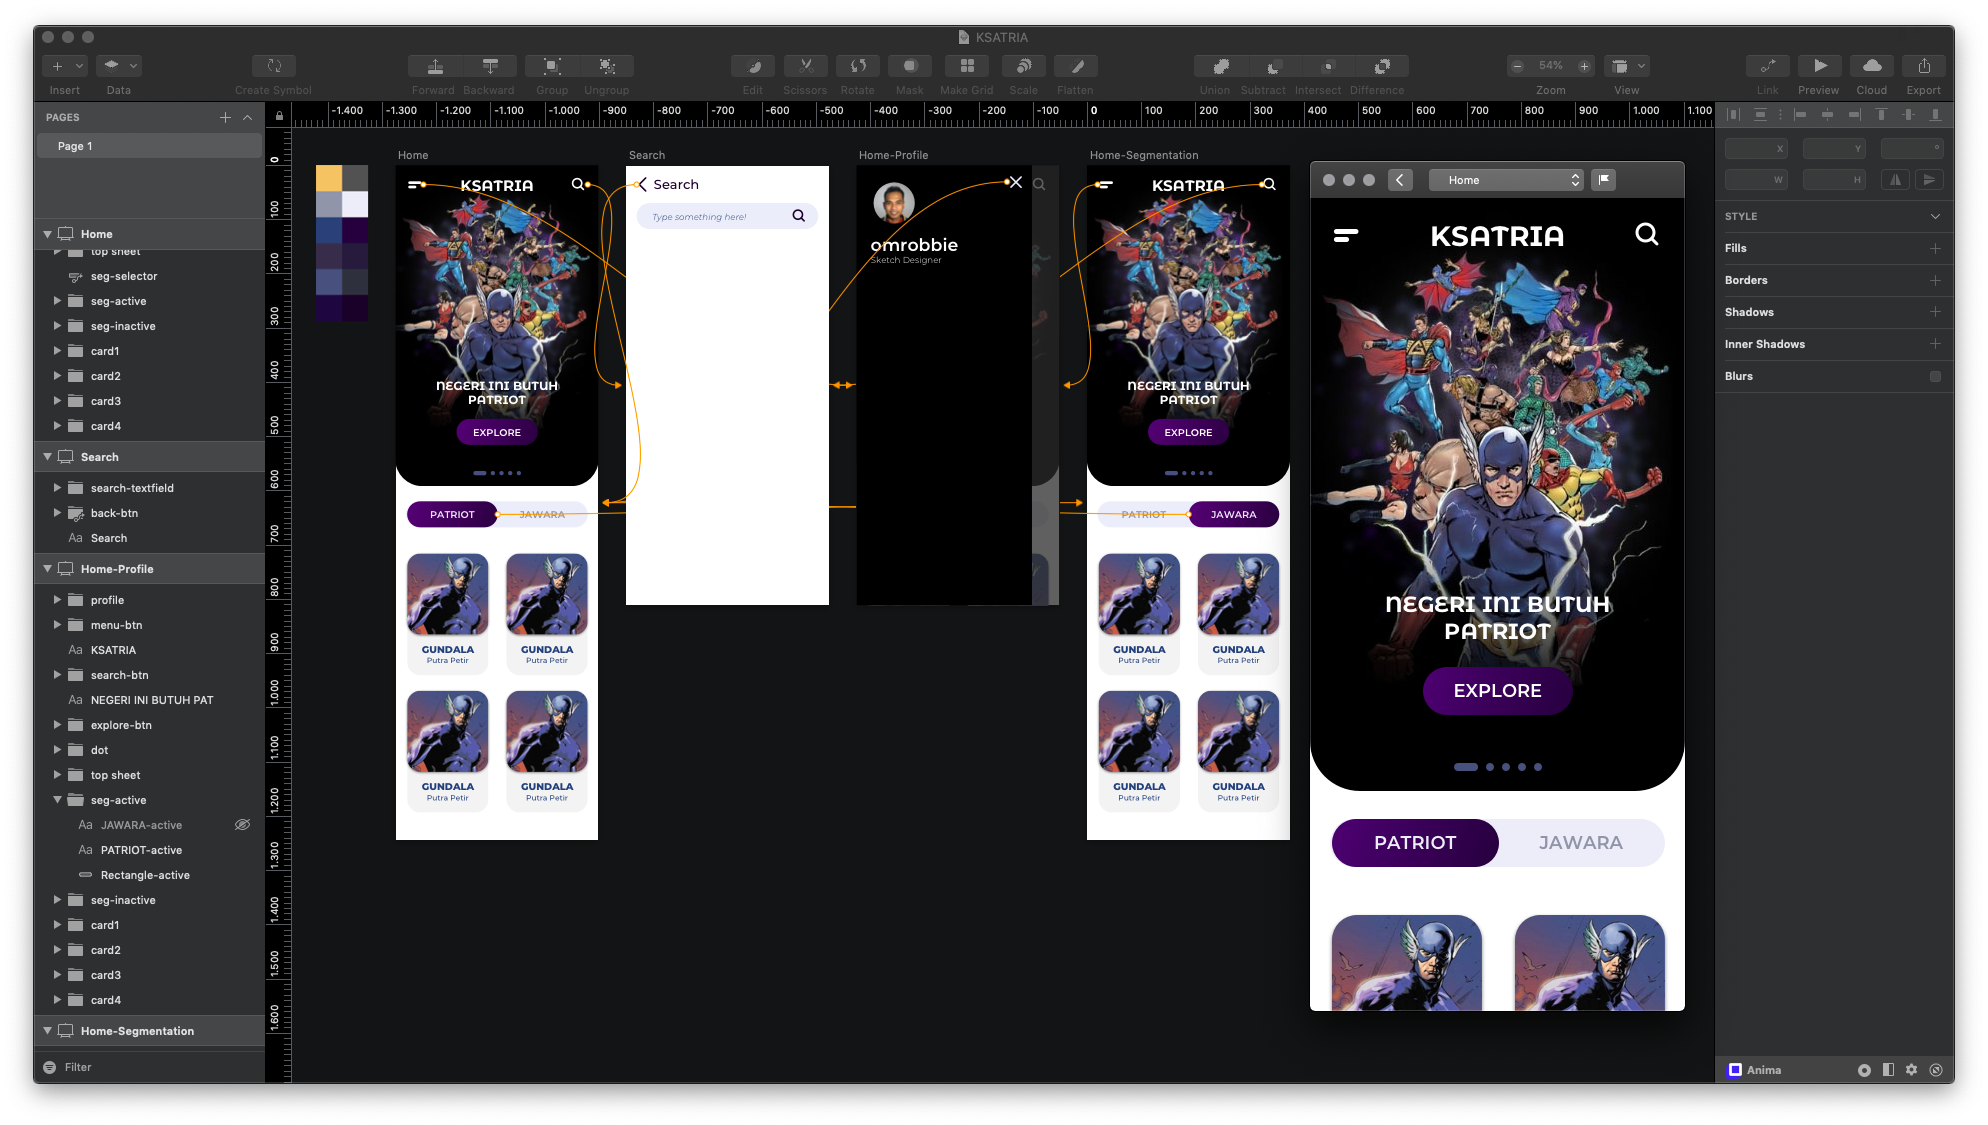 KSATRIA
Insert
Data
Create Symbol
Forward
Backward
Group
Ungroup
Edit
Scissors
Rotate
Mask
Make Grid
Scale
Flatten
Union
Subtract
Intersect
Difference
54%
Zoom
View
Link
Preview
Cloud
Export
PAGES
Page 1
Home
top sheet
seg-selector
seg-active
seg-inactive
card1
card2
card3
card4
Search
search-textfield
back-btn
Aa Search
Home-Profile
profile
menu-btn
Aa KSATRIA
search-btn
Aa NEGERI INI BUTUH PAT
explore-btn
dot
top sheet
seg-active
Aa JAWARA-active
Aa PATRIOT-active
Rectangle-active
seg-inactive
card1
card2
card3
card4
Home-Segmentation
Filter
-1.400 -1.300 -1.200 -1.100 -1.000 -900 -800 -700 -600 -500 -400 -300 -200 -100 0 100 200 300 400 500 600 700 800 900 1.000 1.100
0
100
200
300
400
500
600
700
800
900
1.000
1.100
1.200
1.300
1.400
1.500
1.600
Home
KSATRIA
NEGERI INI BUTUH
PATRIOT
EXPLORE
PATRIOT JAWARA
GUNDALA GUNDALA
Putra Petir Putra Petir
GUNDALA GUNDALA
Putra Petir Putra Petir
Search
Search
Type something here!
Home-Profile
omrobbie
Sketch Designer
Home-Segmentation
KSATRIA
NEGERI INI BUTUH
PATRIOT
EXPLORE
PATRIOT JAWARA
GUNDALA GUNDALA
Putra Petir Putra Petir
GUNDALA GUNDALA
Putra Petir Putra Petir
Home
KSATRIA
NEGERI INI BUTUH
PATRIOT
EXPLORE
PATRIOT JAWARA
X Y °
W H
STYLE
Fills
Borders
Shadows
Inner Shadows
Blurs
Anima